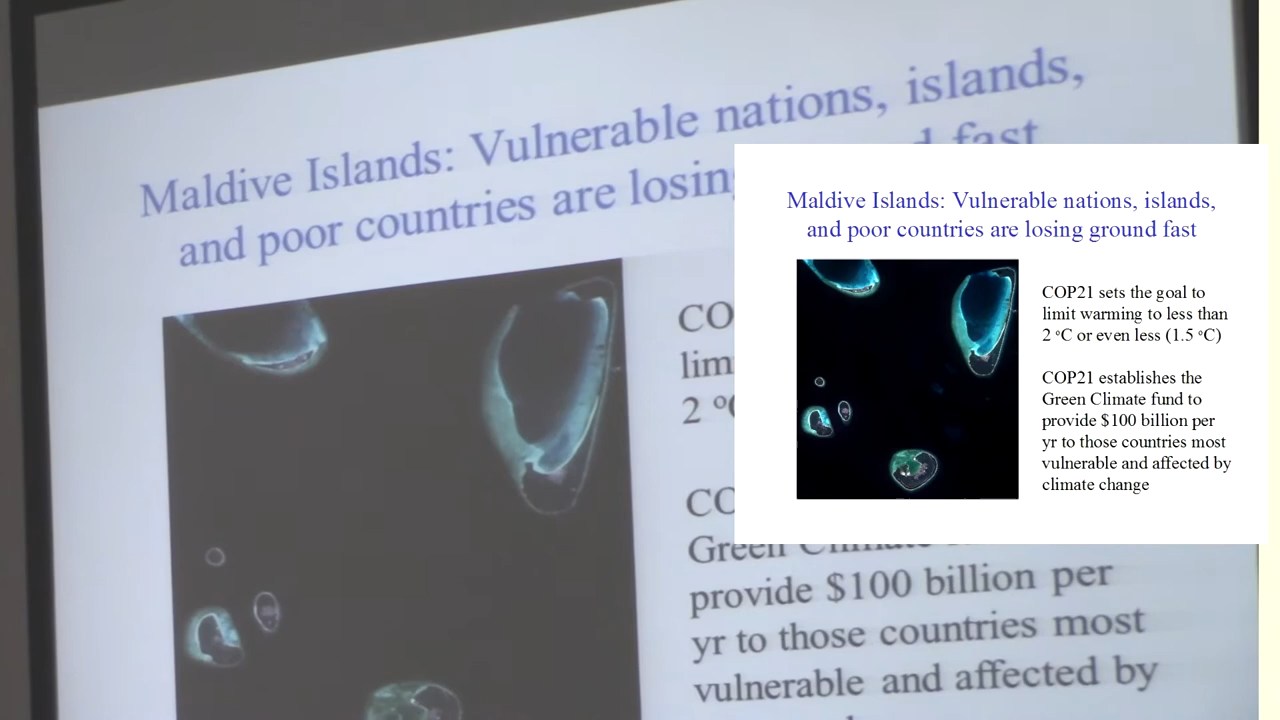 Maldive Islands: Vulnerable nations, islands,
and poor countries are losing
fast
CO
lim
2 º
CO
Green
provide $100 billion per
yr to those countries most
vulnerable and affected by
Maldive Islands: Vulnerable nations, islands,
and poor countries are losing ground fast
COP21 sets the goal to
limit warming to less than
2 ºC or even less (1.5 ºC)
COP21 establishes the
Green Climate fund to
provide $100 billion per
yr to those countries most
vulnerable and affected by
climate change